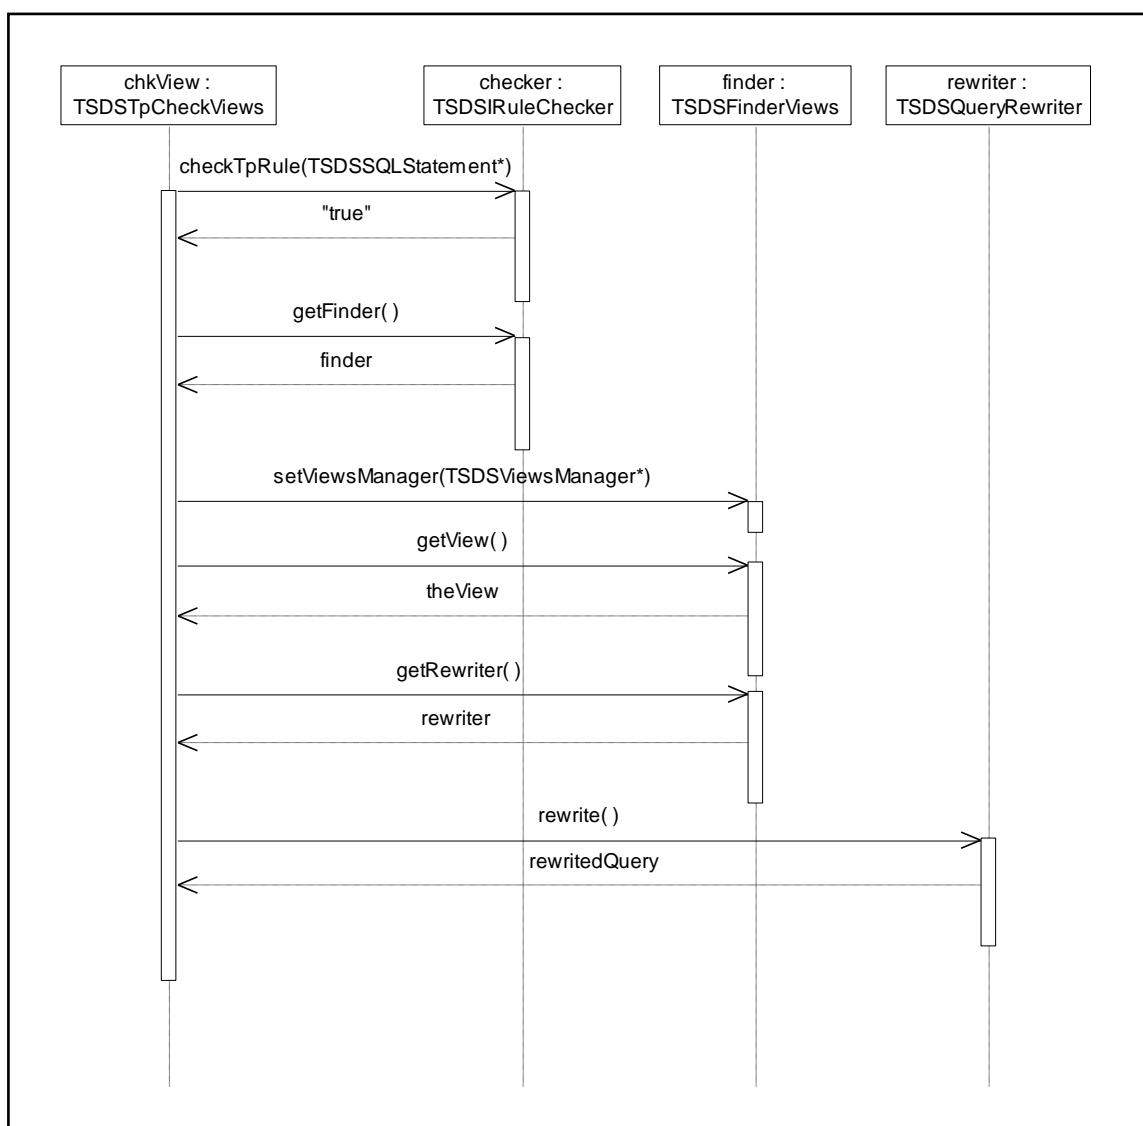 chkView :
TSDSTpCheckViews
checker :
TSDSIRuleChecker
finder :
TSDSFinderViews
rewriter :
TSDSQueryRewriter
checkTpRule(TSDSSQLStatement*)
"true"
getFinder( )
finder
setViewsManager(TSDSViewsManager*)
getView( )
theView
getRewriter( )
rewriter
rewrite( )
rewritedQuery